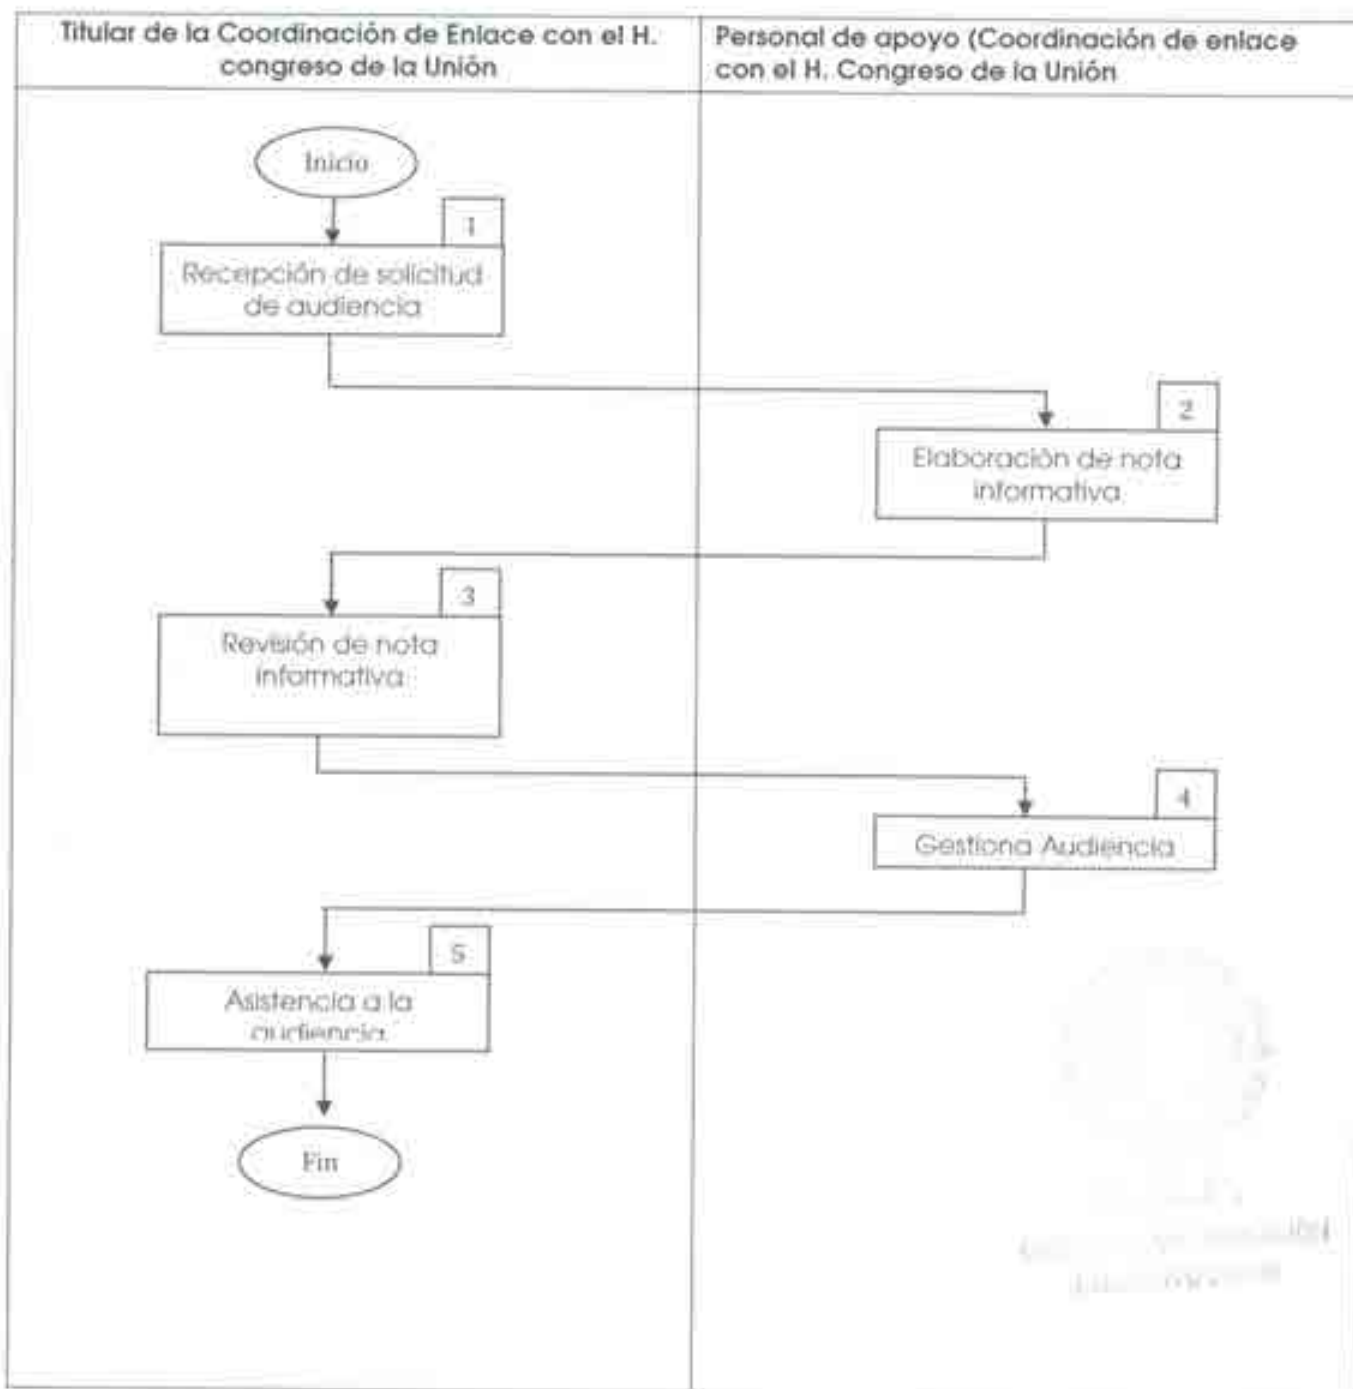 Titular de la Coordinación de Enlace con el H.
congreso de la Unión
Personal de apoyo (Coordinación de enlace
con el H. Congreso de la Unión
Inicio
1
Recepción de solicitud
de audiencia
2
Elaboración de nota
informativa
3
Revisión de nota
informativa
4
Gestiona Audiencia
5
Asistencia a la
audiencia.
Fin